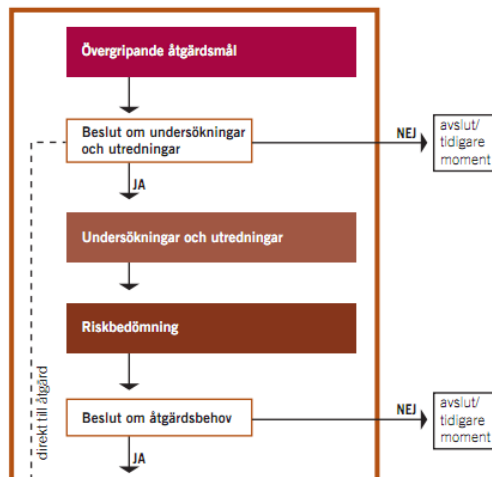 Övergripande åtgärdsmål
Beslut om undersökningar
och utredningar
NEJ
avslut/
tidigare
moment
JA
Undersökningar och utredningar
Riskbedömning
direkt till åtgärd
Beslut om åtgärdsbehov
NEJ
avslut/
tidigare
moment
JA